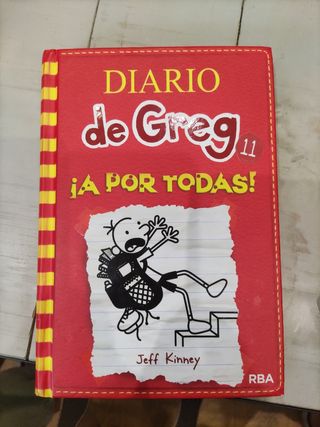 DIARIO
de Greg 11
¡A POR TODAS!
Jeff Kinney
RBA